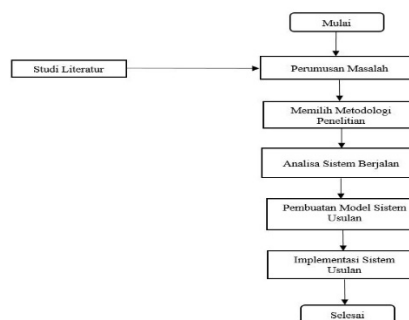 Mulai
Studi Literatur
Perumusan Masalah
Memilih Metodologi
Penelitian
Analisa Sistem Berjalan
Pembuatan Model Sistem
Usulan
Implementasi Sistem
Usulan
Selesai